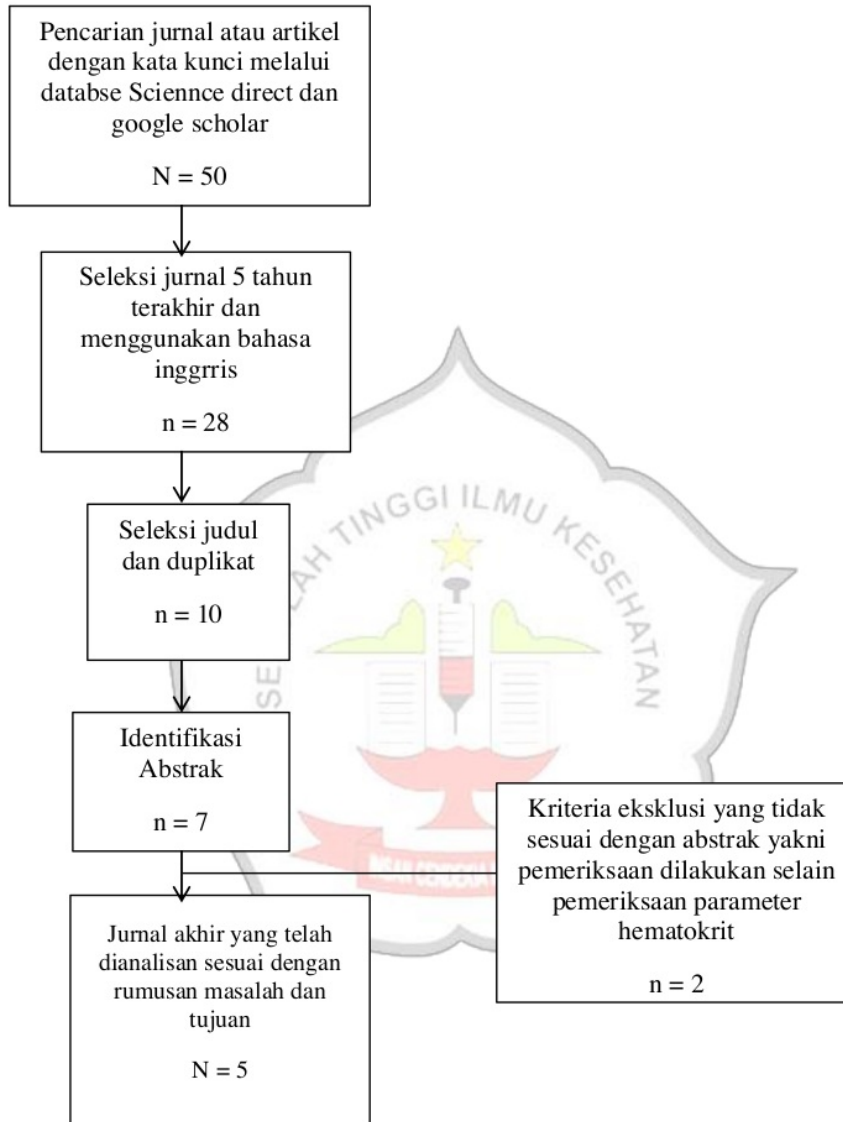 Pencarian jurnal atau artikel
dengan kata kunci melalui
databse Sciennce direct dan
google scholar
N = 50
Seleksi jurnal 5 tahun
terakhir dan
menggunakan bahasa
inggrris
n = 28
Seleksi judul
dan duplikat
n = 10
Identifikasi
Abstrak
n = 7
Kriteria eksklusi yang tidak
sesuai dengan abstrak yakni
pemeriksaan dilakukan selain
pemeriksaan parameter
hematokrit
n = 2
Jurnal akhir yang telah
dianalisan sesuai dengan
rumusan masalah dan
tujuan
N = 5
LAH TINGGI ILMU KESEHATAN